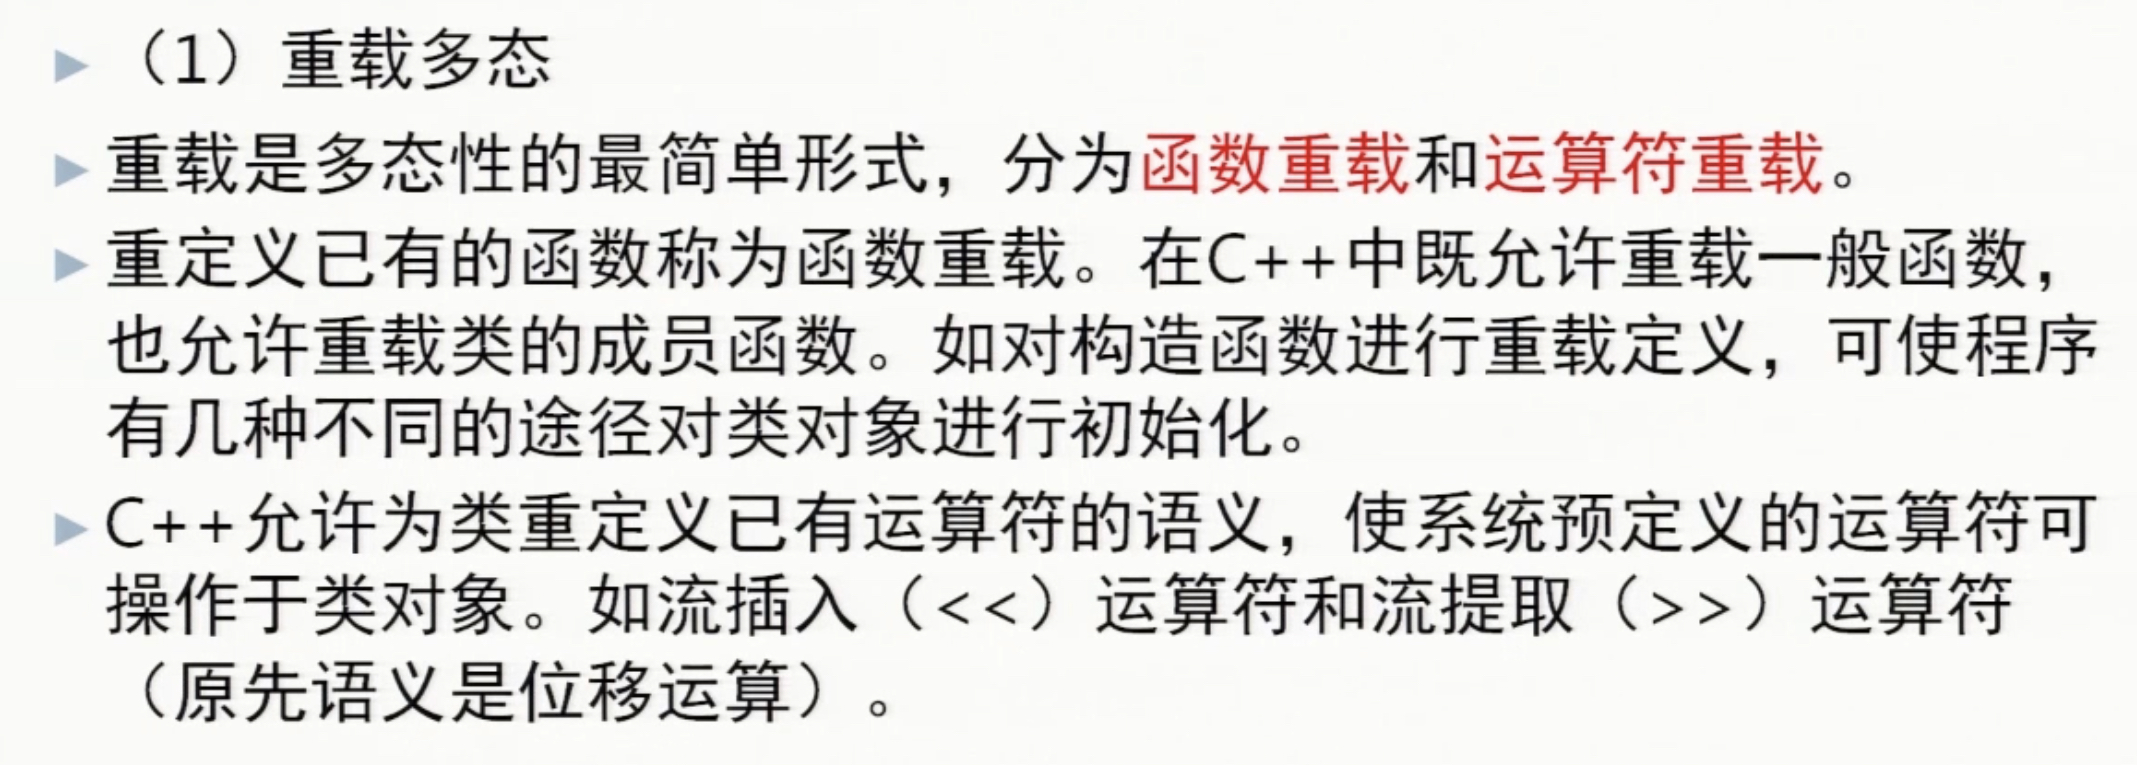 （1）重载多态
重载是多态性的最简单形式，分为函数重载和运算符重载。
重定义已有的函数称为函数重载。在C++中既允许重载一般函数，
也允许重载类的成员函数。如对构造函数进行重载定义，可使程序
有几种不同的途径对类对象进行初始化。
C++允许为类重定义已有运算符的语义，使系统预定义的运算符可
操作于类对象。如流插入（<<）运算符和流提取（>>）运算符
（原先语义是位移运算）。